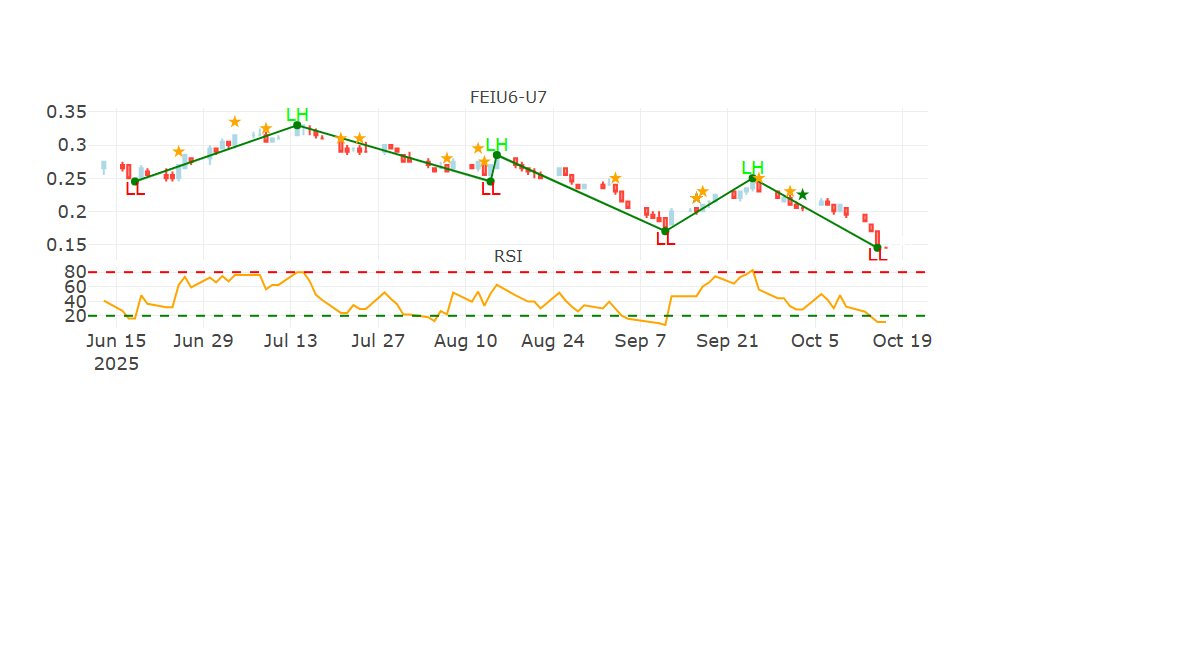 FEIU6-U7
0.35
0.3
0.25
0.2
0.15
LH
LH
LH
LL
LL
LL
LL
RSI
80
60
40
20
Jun 15
2025
Jun 29
Jul 13
Jul 27
Aug 10
Aug 24
Sep 7
Sep 21
Oct 5
Oct 19